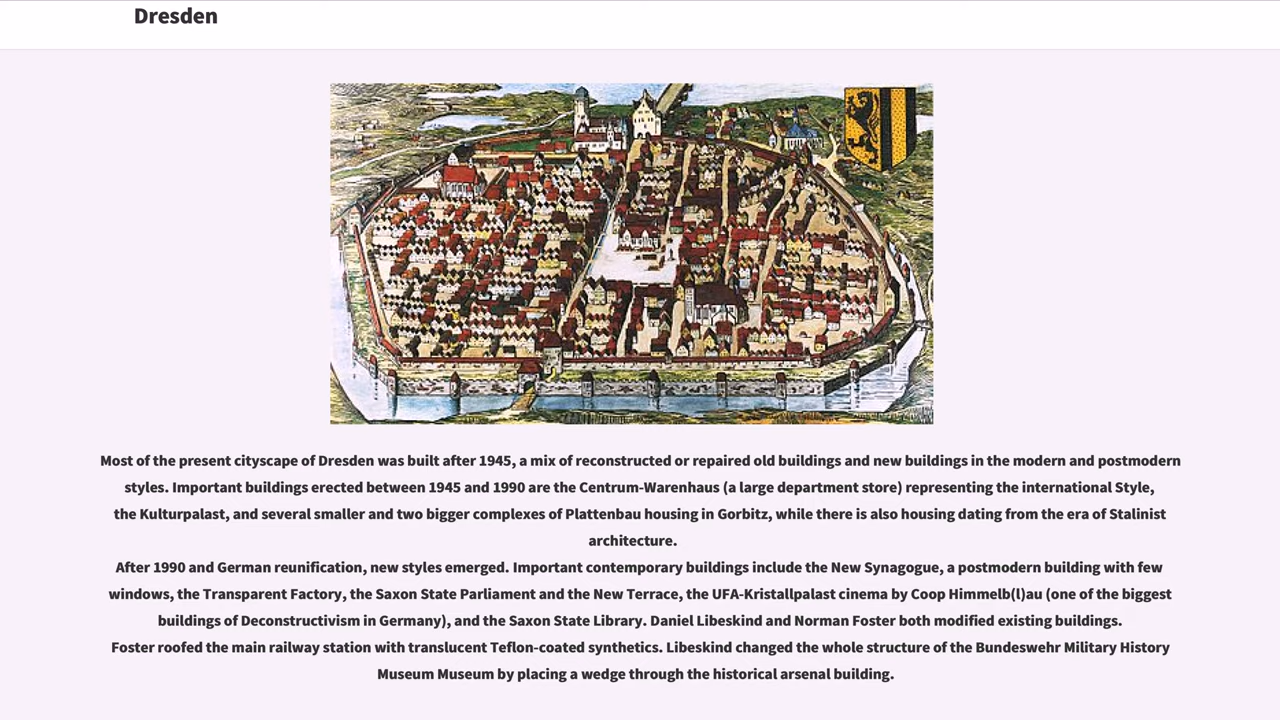 Dresden
Most of the present cityscape of Dresden was built after 1945, a mix of reconstructed or repaired old buildings and new buildings in the modern and postmodern
styles. Important buildings erected between 1945 and 1990 are the Centrum-Warenhaus (a large department store) representing the international Style,
the Kulturpalast, and several smaller and two bigger complexes of Plattenbau housing in Gorbitz, while there is also housing dating from the era of Stalinist
architecture.
After 1990 and German reunification, new styles emerged. Important contemporary buildings include the New Synagogue, a postmodern building with few
windows, the Transparent Factory, the Saxon State Parliament and the New Terrace, the UFA-Kristallpalast cinema by Coop Himmelb(l)au (one of the biggest
buildings of Deconstructivism in Germany), and the Saxon State Library. Daniel Libeskind and Norman Foster both modified existing buildings.
Foster roofed the main railway station with translucent Teflon-coated synthetics. Libeskind changed the whole structure of the Bundeswehr Military History
Museum Museum by placing a wedge through the historical arsenal building.